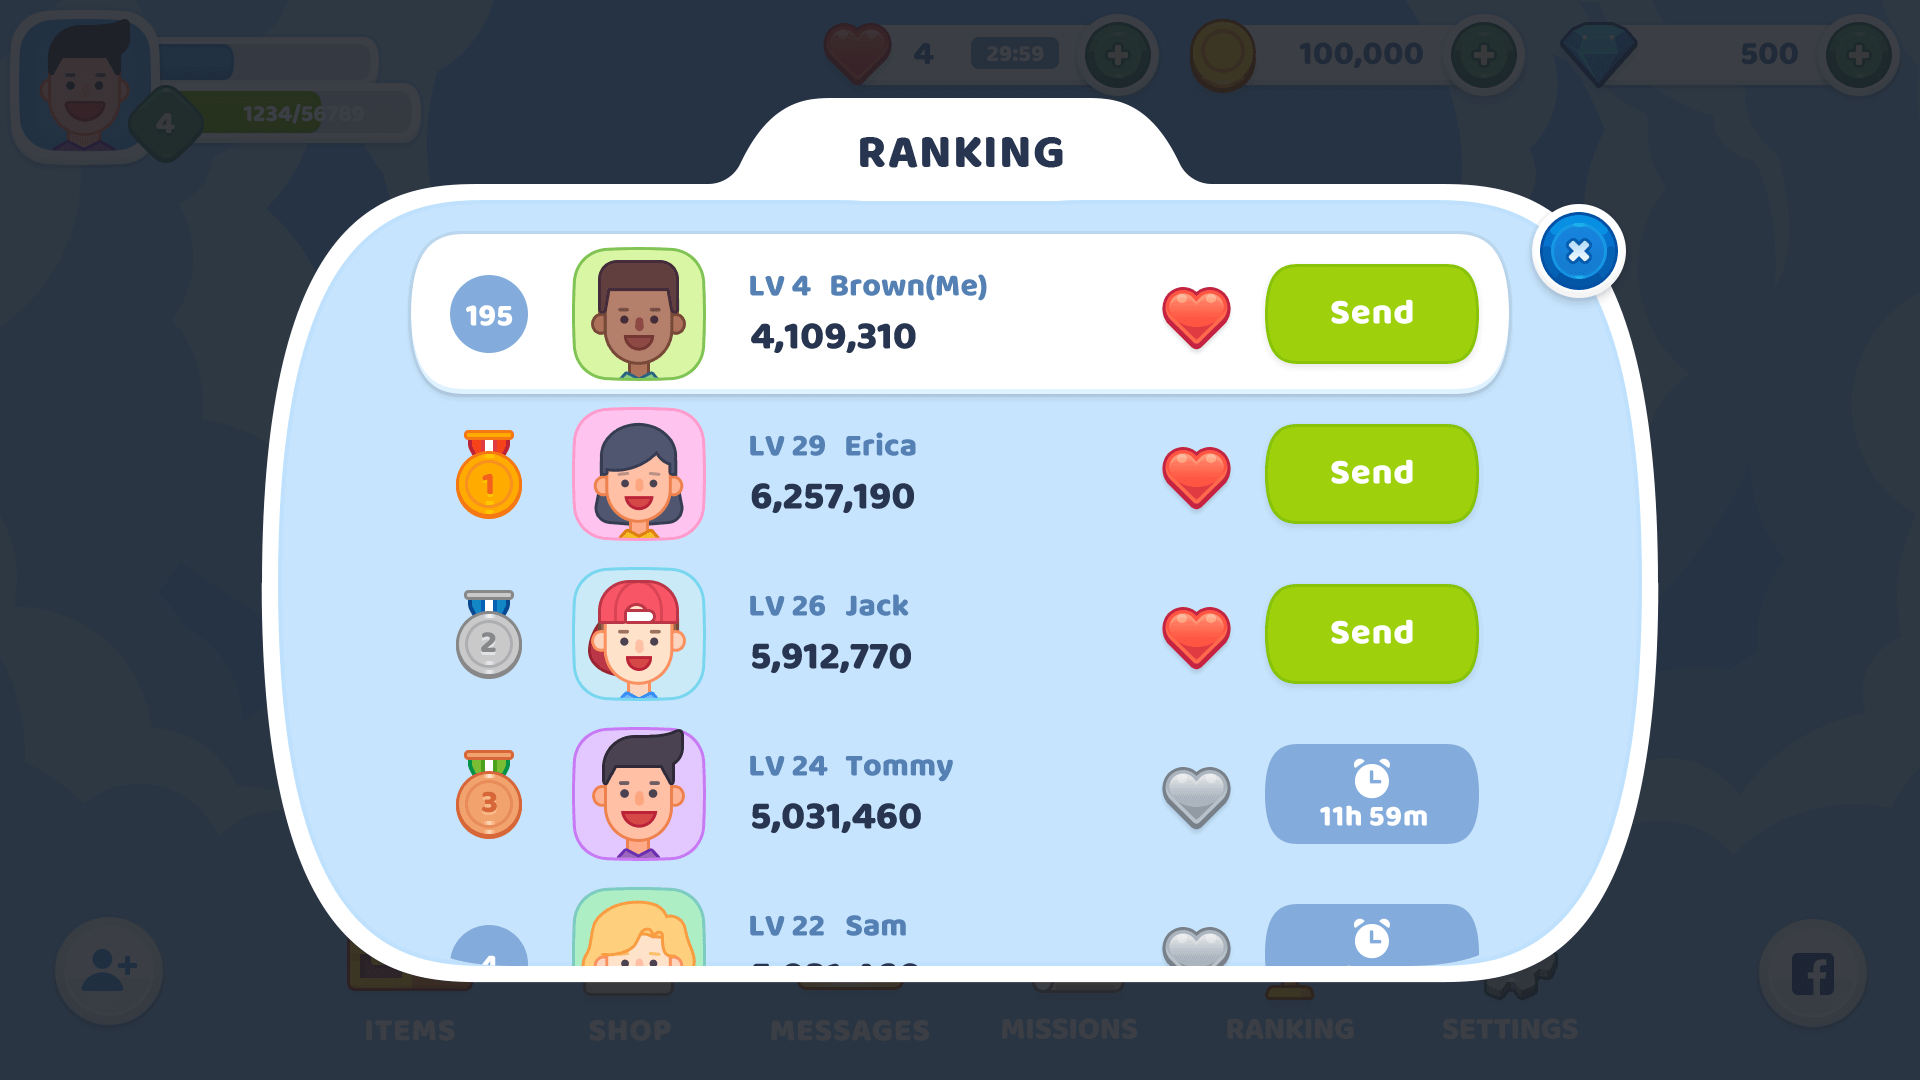 4 29:59 100,000 500
4 1234/56789
RANKING
195 LV 4 Brown(Me)
4,109,310
Send
1 LV 29 Erica
6,257,190
Send
2 LV 26 Jack
5,912,770
Send
3 LV 24 Tommy
5,031,460
11h 59m
4 LV 22 Sam
ITEMS SHOP MESSAGES MISSIONS RANKING SETTINGS